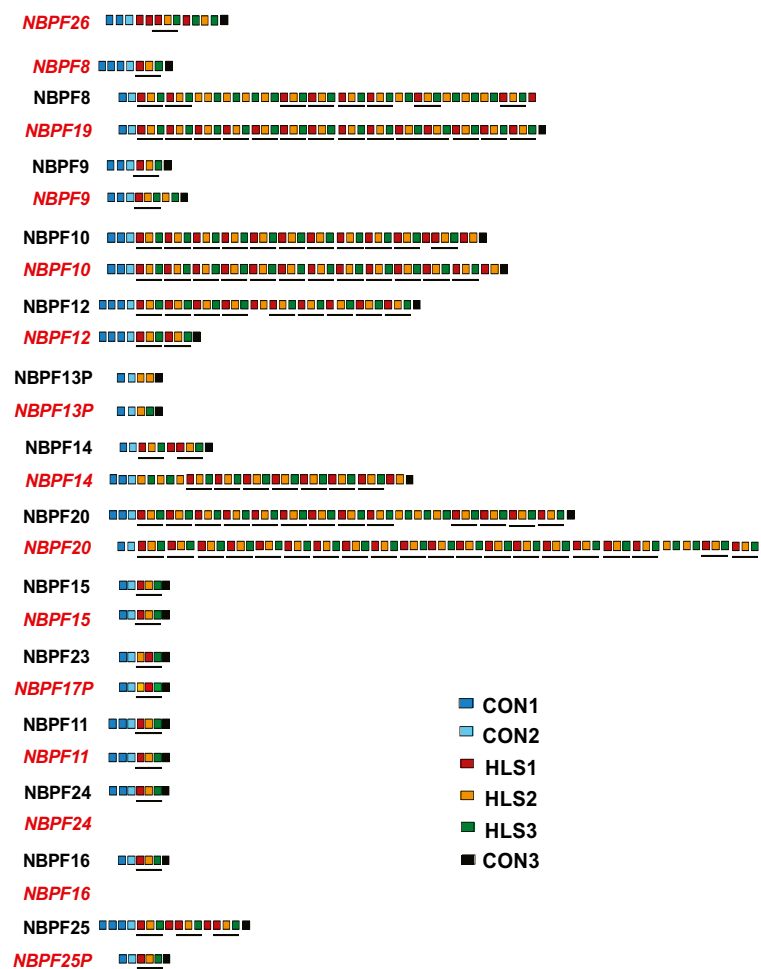 NBPF26
NBPF8
NBPF8
NBPF19
NBPF9
NBPF9
NBPF10
NBPF10
NBPF12
NBPF12
NBPF13P
NBPF13P
NBPF14
NBPF14
NBPF20
NBPF20
NBPF15
NBPF15
NBPF23
NBPF17P
NBPF11
NBPF11
NBPF24
NBPF24
NBPF16
NBPF16
NBPF25
NBPF25P
CON1
CON2
HLS1
HLS2
HLS3
CON3